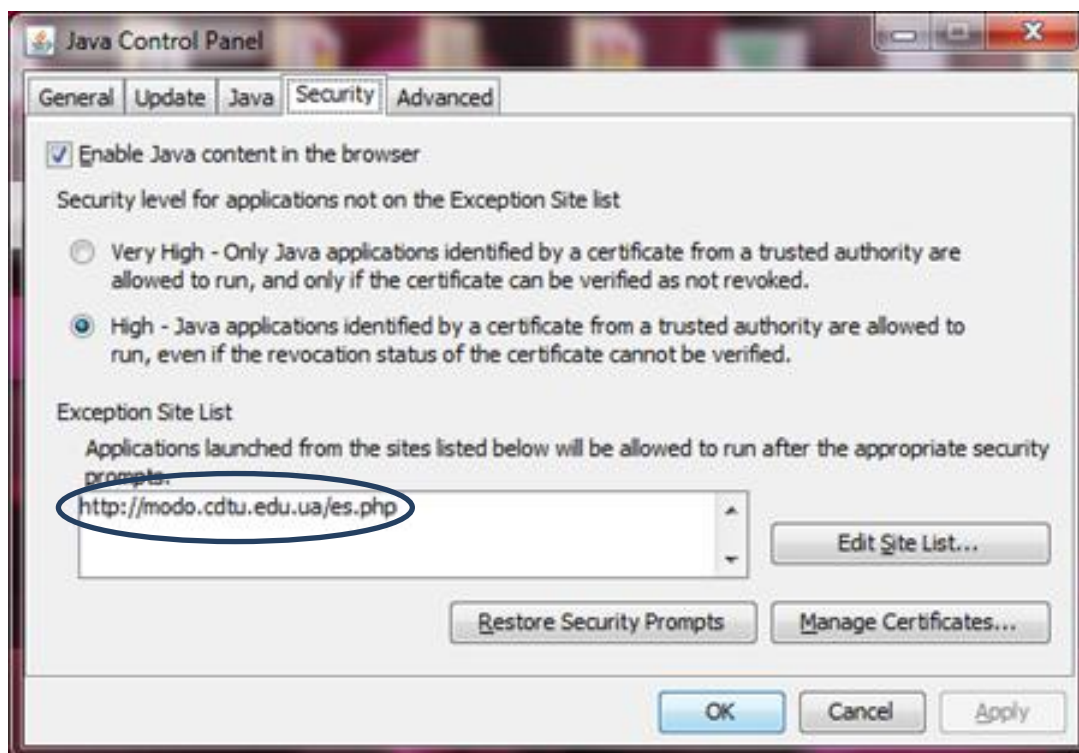 Java Control Panel
General Update Java Security Advanced
Enable Java content in the browser
Security level for applications not on the Exception Site list
Very High - Only Java applications identified by a certificate from a trusted authority are
allowed to run, and only if the certificate can be verified as not revoked.
High - Java applications identified by a certificate from a trusted authority are allowed to
run, even if the revocation status of the certificate cannot be verified.
Exception Site List
Applications launched from the sites listed below will be allowed to run after the appropriate security
prompts.
http://modo.cdtu.edu.ua/es.php
Edit Site List...
Restore Security Prompts Manage Certificates...
OK Cancel Apply